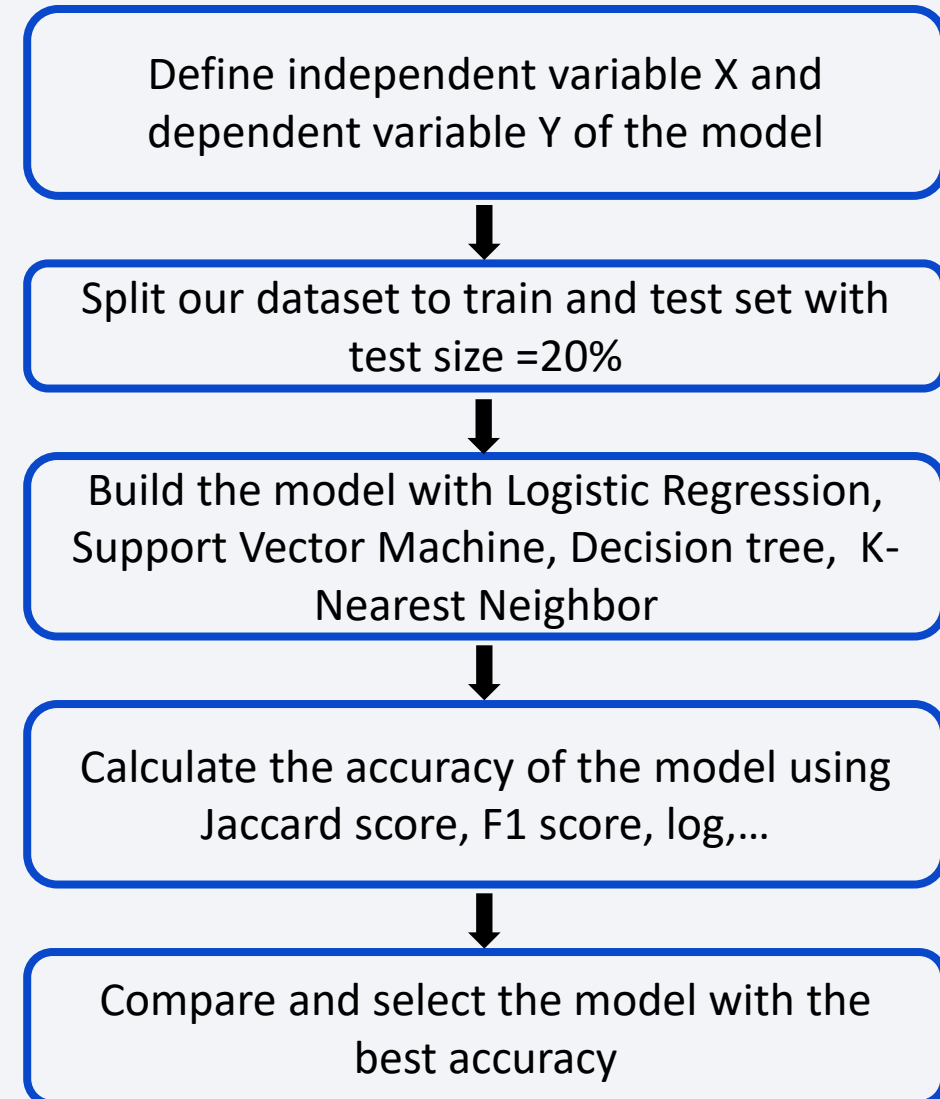 Define independent variable X and
dependent variable Y of the model
Split our dataset to train and test set with
test size =20%
Build the model with Logistic Regression,
Support Vector Machine, Decision tree,  K-
Nearest Neighbor
Calculate the accuracy of the model using
Jaccard score, F1 score, log,...
Compare and select the model with the
best accuracy